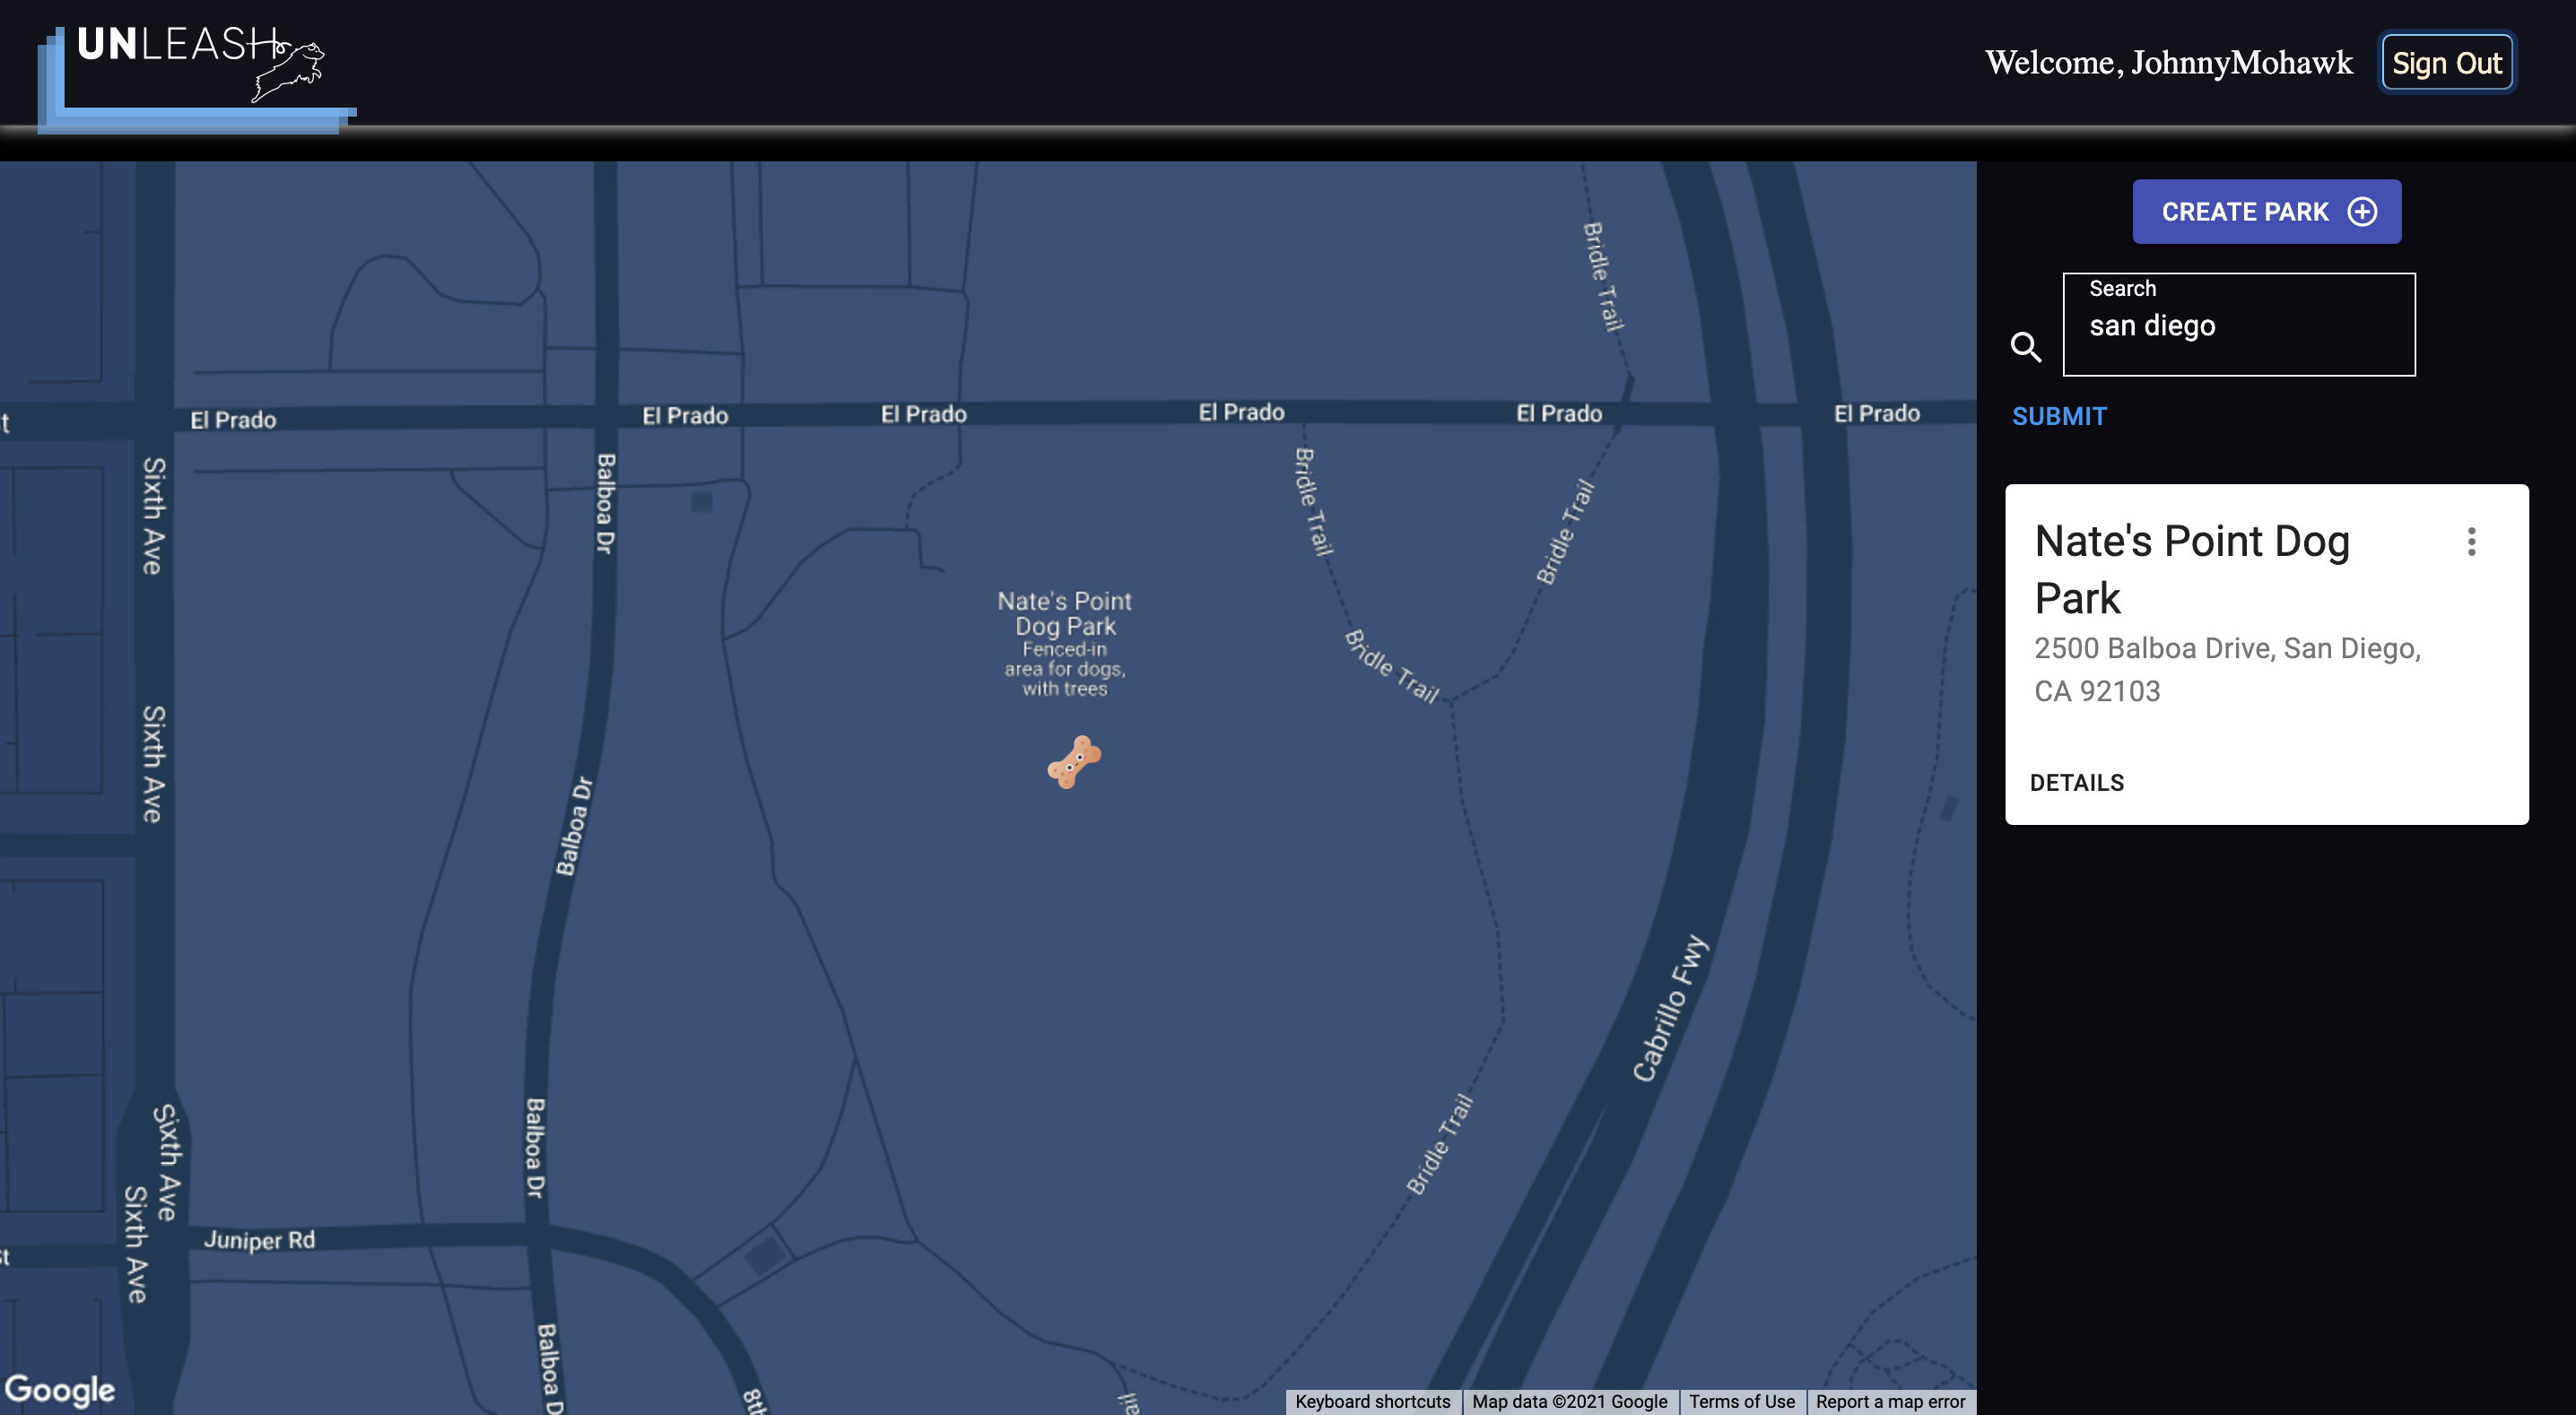 UNLEASH
Welcome, JohnnyMohawk
Sign Out
CREATE PARK
Search
san diego
SUBMIT
Nate's Point Dog
Park
2500 Balboa Drive, San Diego,
CA 92103
DETAILS
Bridle Trail
El Prado
El Prado
El Prado
El Prado
El Prado
El Prado
t
Sixth Ave
Balboa Dr
Bridle Trail
Bridle Trail
Nate's Point
Dog Park
Fenced-in
area for dogs,
with trees
Bridle Trail
Sixth Ave
Balboa Dr
Cabrillo Fwy
Balboa Dr
Sixth Ave
Sixth Ave
Bridle Trail
Juniper Rd
st
Balboa D
8th
Google
Keyboard shortcuts
Map data ©2021 Google
Terms of Use
Report a map error